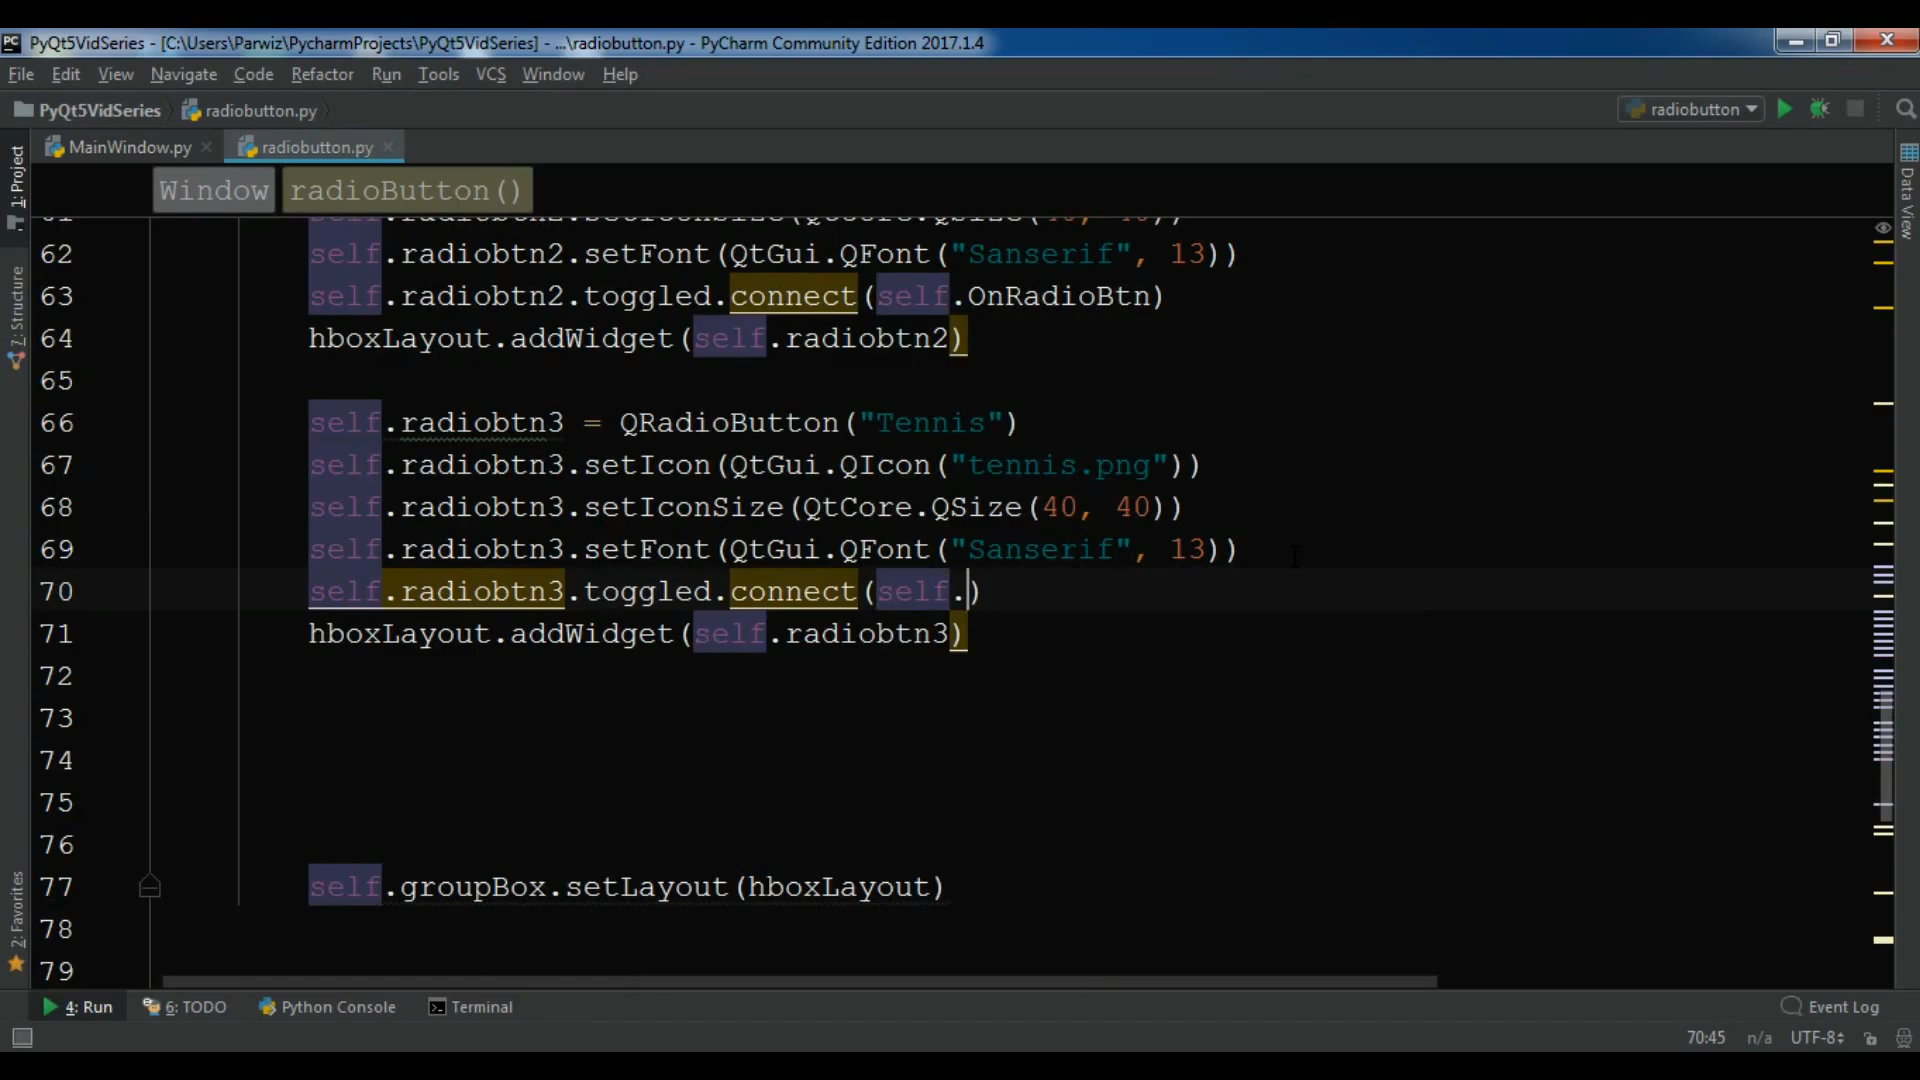 PyQt5VidSeries - [C:\Users\Parwiz\PycharmProjects\PyQt5VidSeries] - ...\radiobutton.py - PyCharm Community Edition 2017.1.4
File Edit View Navigate Code Refactor Run Tools VCS Window Help
PyQt5VidSeries radiobutton.py radiobutton
MainWindow.py radiobutton.py
Window radioButton()
62 self.radiobtn2.setFont(QtGui.QFont("Sanserif", 13))
63 self.radiobtn2.toggled.connect(self.OnRadioBtn)
64 hboxLayout.addWidget(self.radiobtn2)
65
66 self.radiobtn3 = QRadioButton("Tennis")
67 self.radiobtn3.setIcon(QtGui.QIcon("tennis.png"))
68 self.radiobtn3.setIconSize(QtCore.QSize(40, 40))
69 self.radiobtn3.setFont(QtGui.QFont("Sanserif", 13))
70 self.radiobtn3.toggled.connect(self.)
71 hboxLayout.addWidget(self.radiobtn3)
72
73
74
75
76
77 self.groupBox.setLayout(hboxLayout)
78
79
1: Project
7: Structure
2: Favorites
Data View
4: Run 6: TODO Python Console Terminal Event Log
70:45 n/a UTF-8